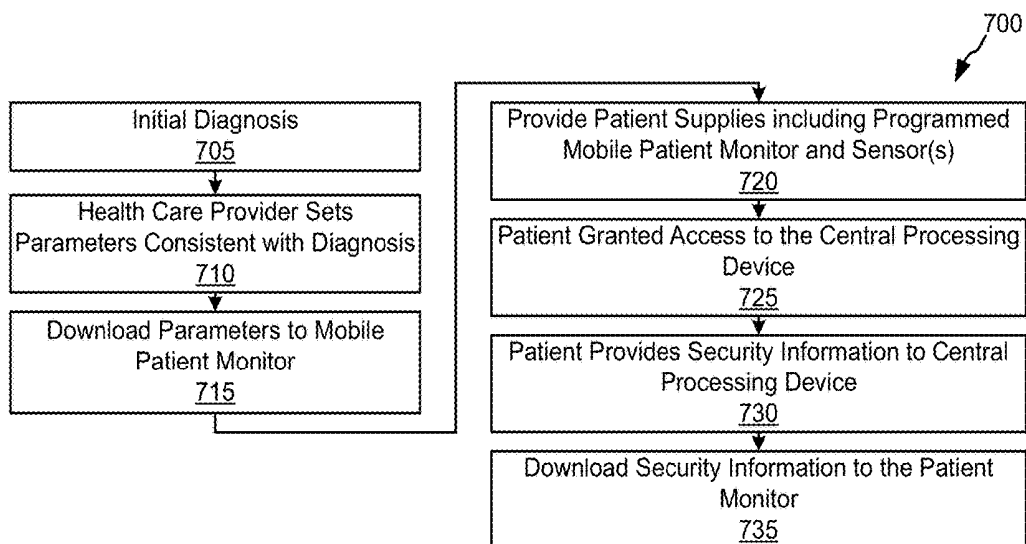 700
Initial Diagnosis
705
Health Care Provider Sets
Parameters Consistent with Diagnosis
710
Download Parameters to Mobile
Patient Monitor
715
Provide Patient Supplies including Programmed
Mobile Patient Monitor and Sensor(s)
720
Patient Granted Access to the Central Processing
Device
725
Patient Provides Security Information to Central
Processing Device
730
Download Security Information to the Patient
Monitor
735